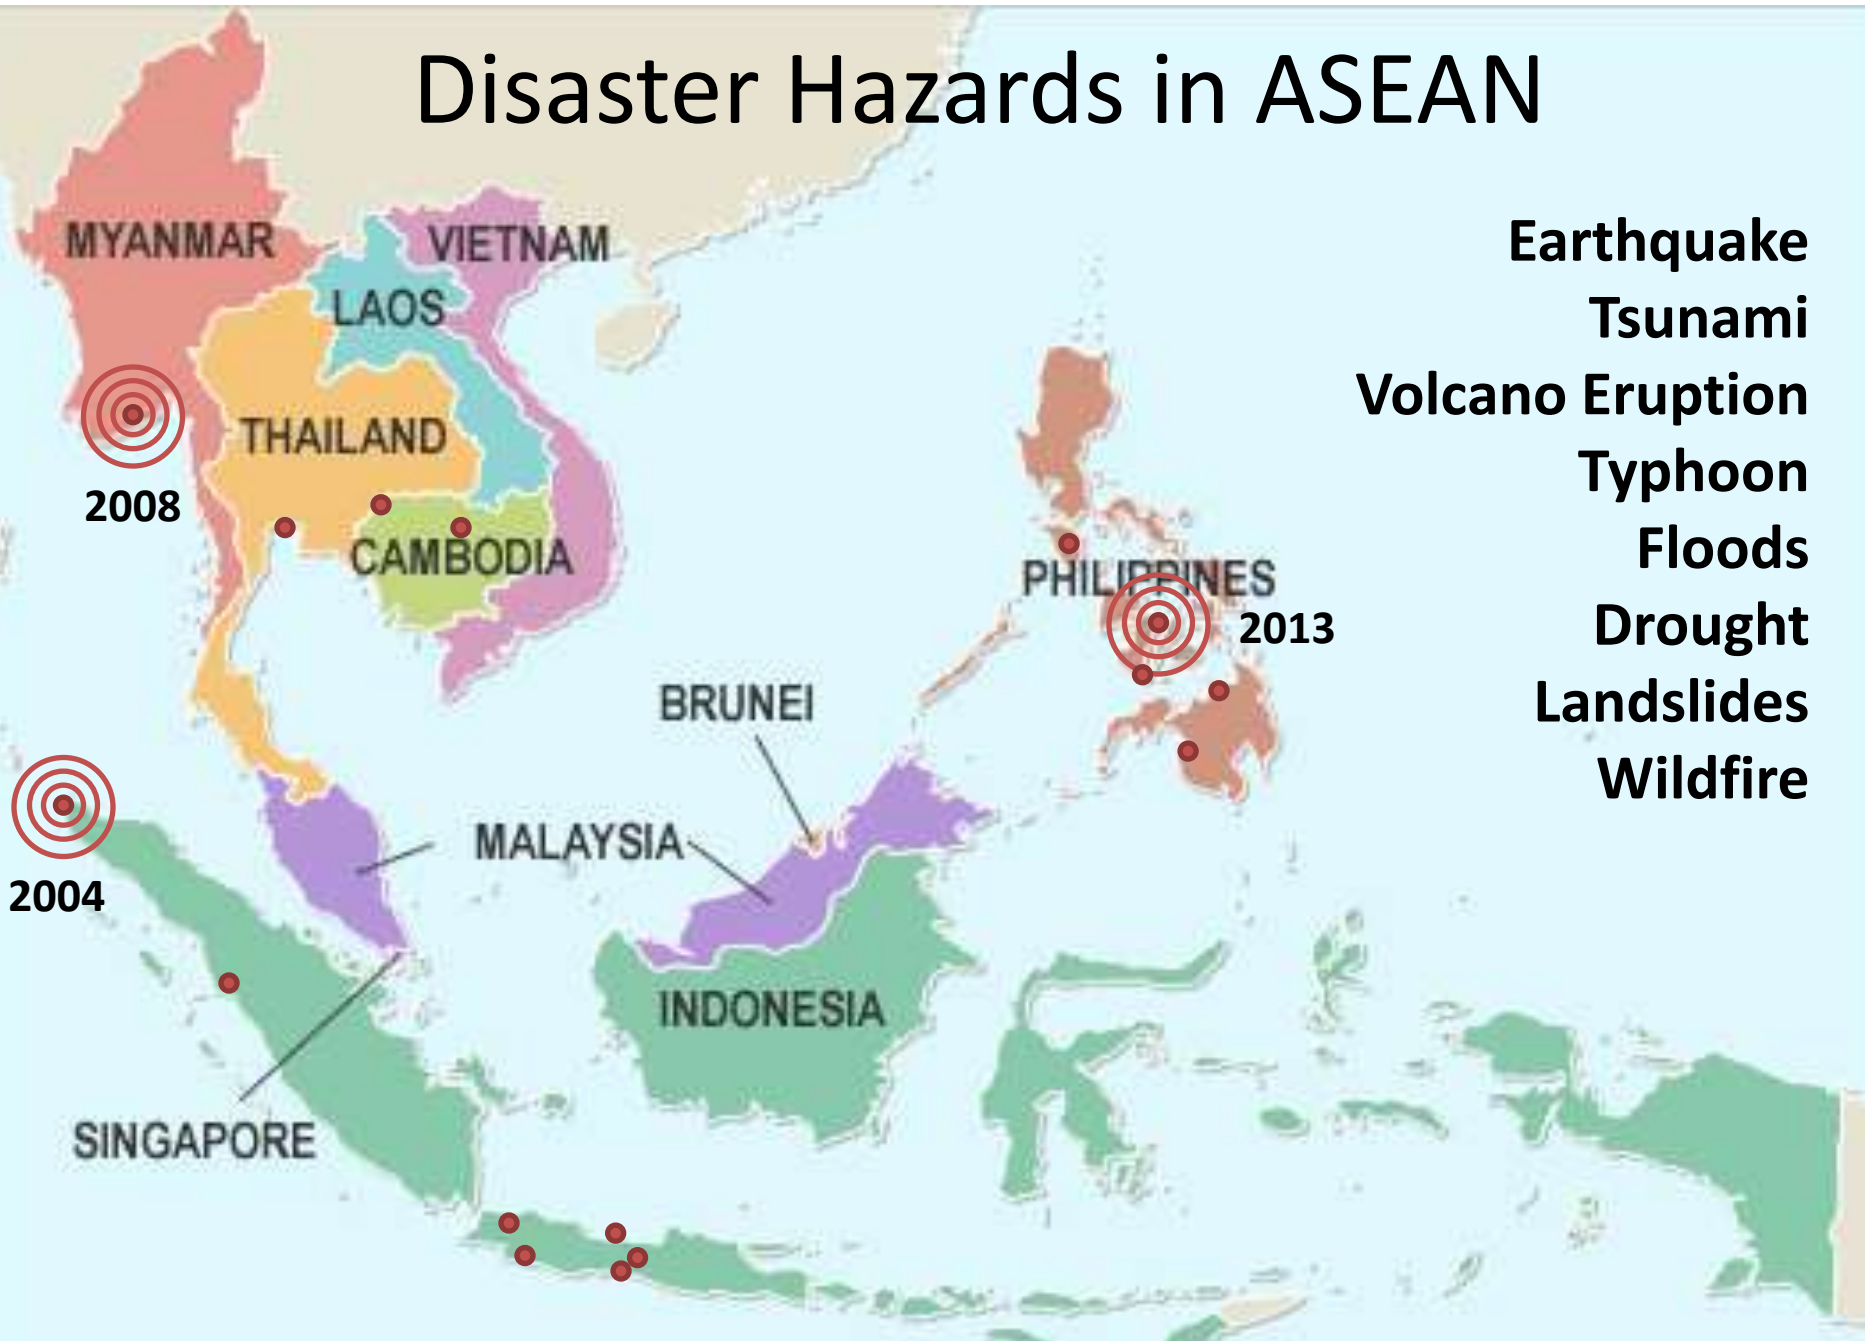 Disaster Hazards in ASEAN
MYANMAR
VIETNAM
LAOS
THAILAND
2008
CAMBODIA
PHILIPPINES
2013
BRUNEI
MALAYSIA
2004
INDONESIA
SINGAPORE
Earthquake
Tsunami
Volcano Eruption
Typhoon
Floods
Drought
Landslides
Wildfire